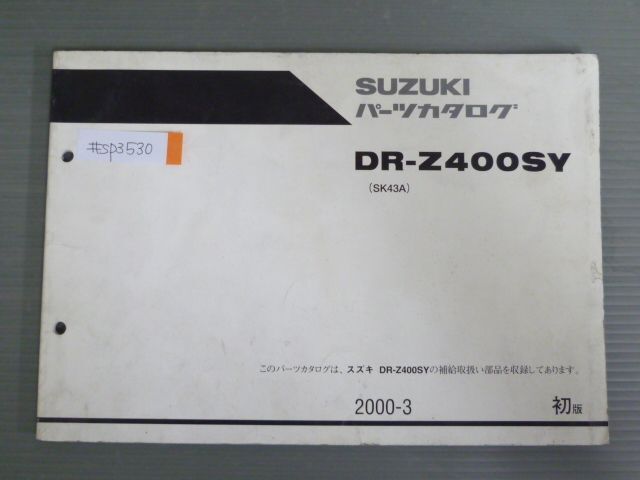 SUZUKI
パーツカタログ
#sp3530
DR-Z400SY
(SK43A)
このパーツカタログは、スズキ DR-Z400SYの補給取扱い部品を収録してあります。
2000-3 初版